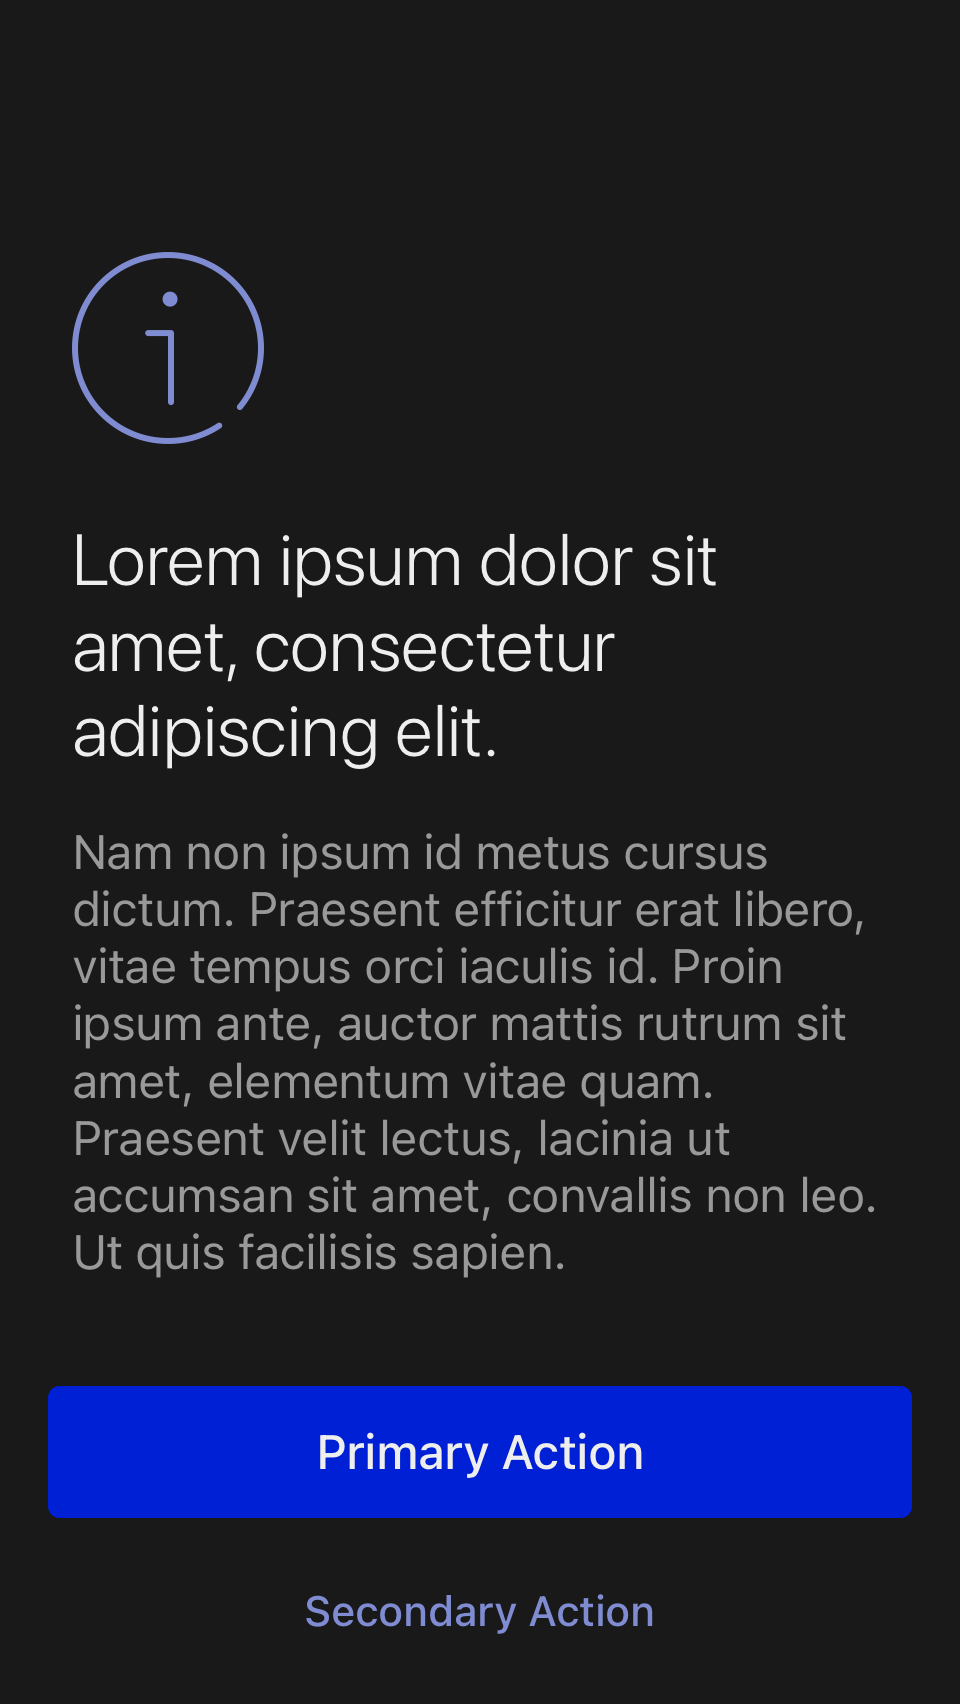 Lorem ipsum dolor sit
amet, consectetur
adipiscing elit.
Nam non ipsum id metus cursus
dictum. Praesent efficitur erat libero,
vitae tempus orci iaculis id. Proin
ipsum ante, auctor mattis rutrum sit
amet, elementum vitae quam.
Praesent velit lectus, lacinia ut
accumsan sit amet, convallis non leo.
Ut quis facilisis sapien.
Primary Action
Secondary Action